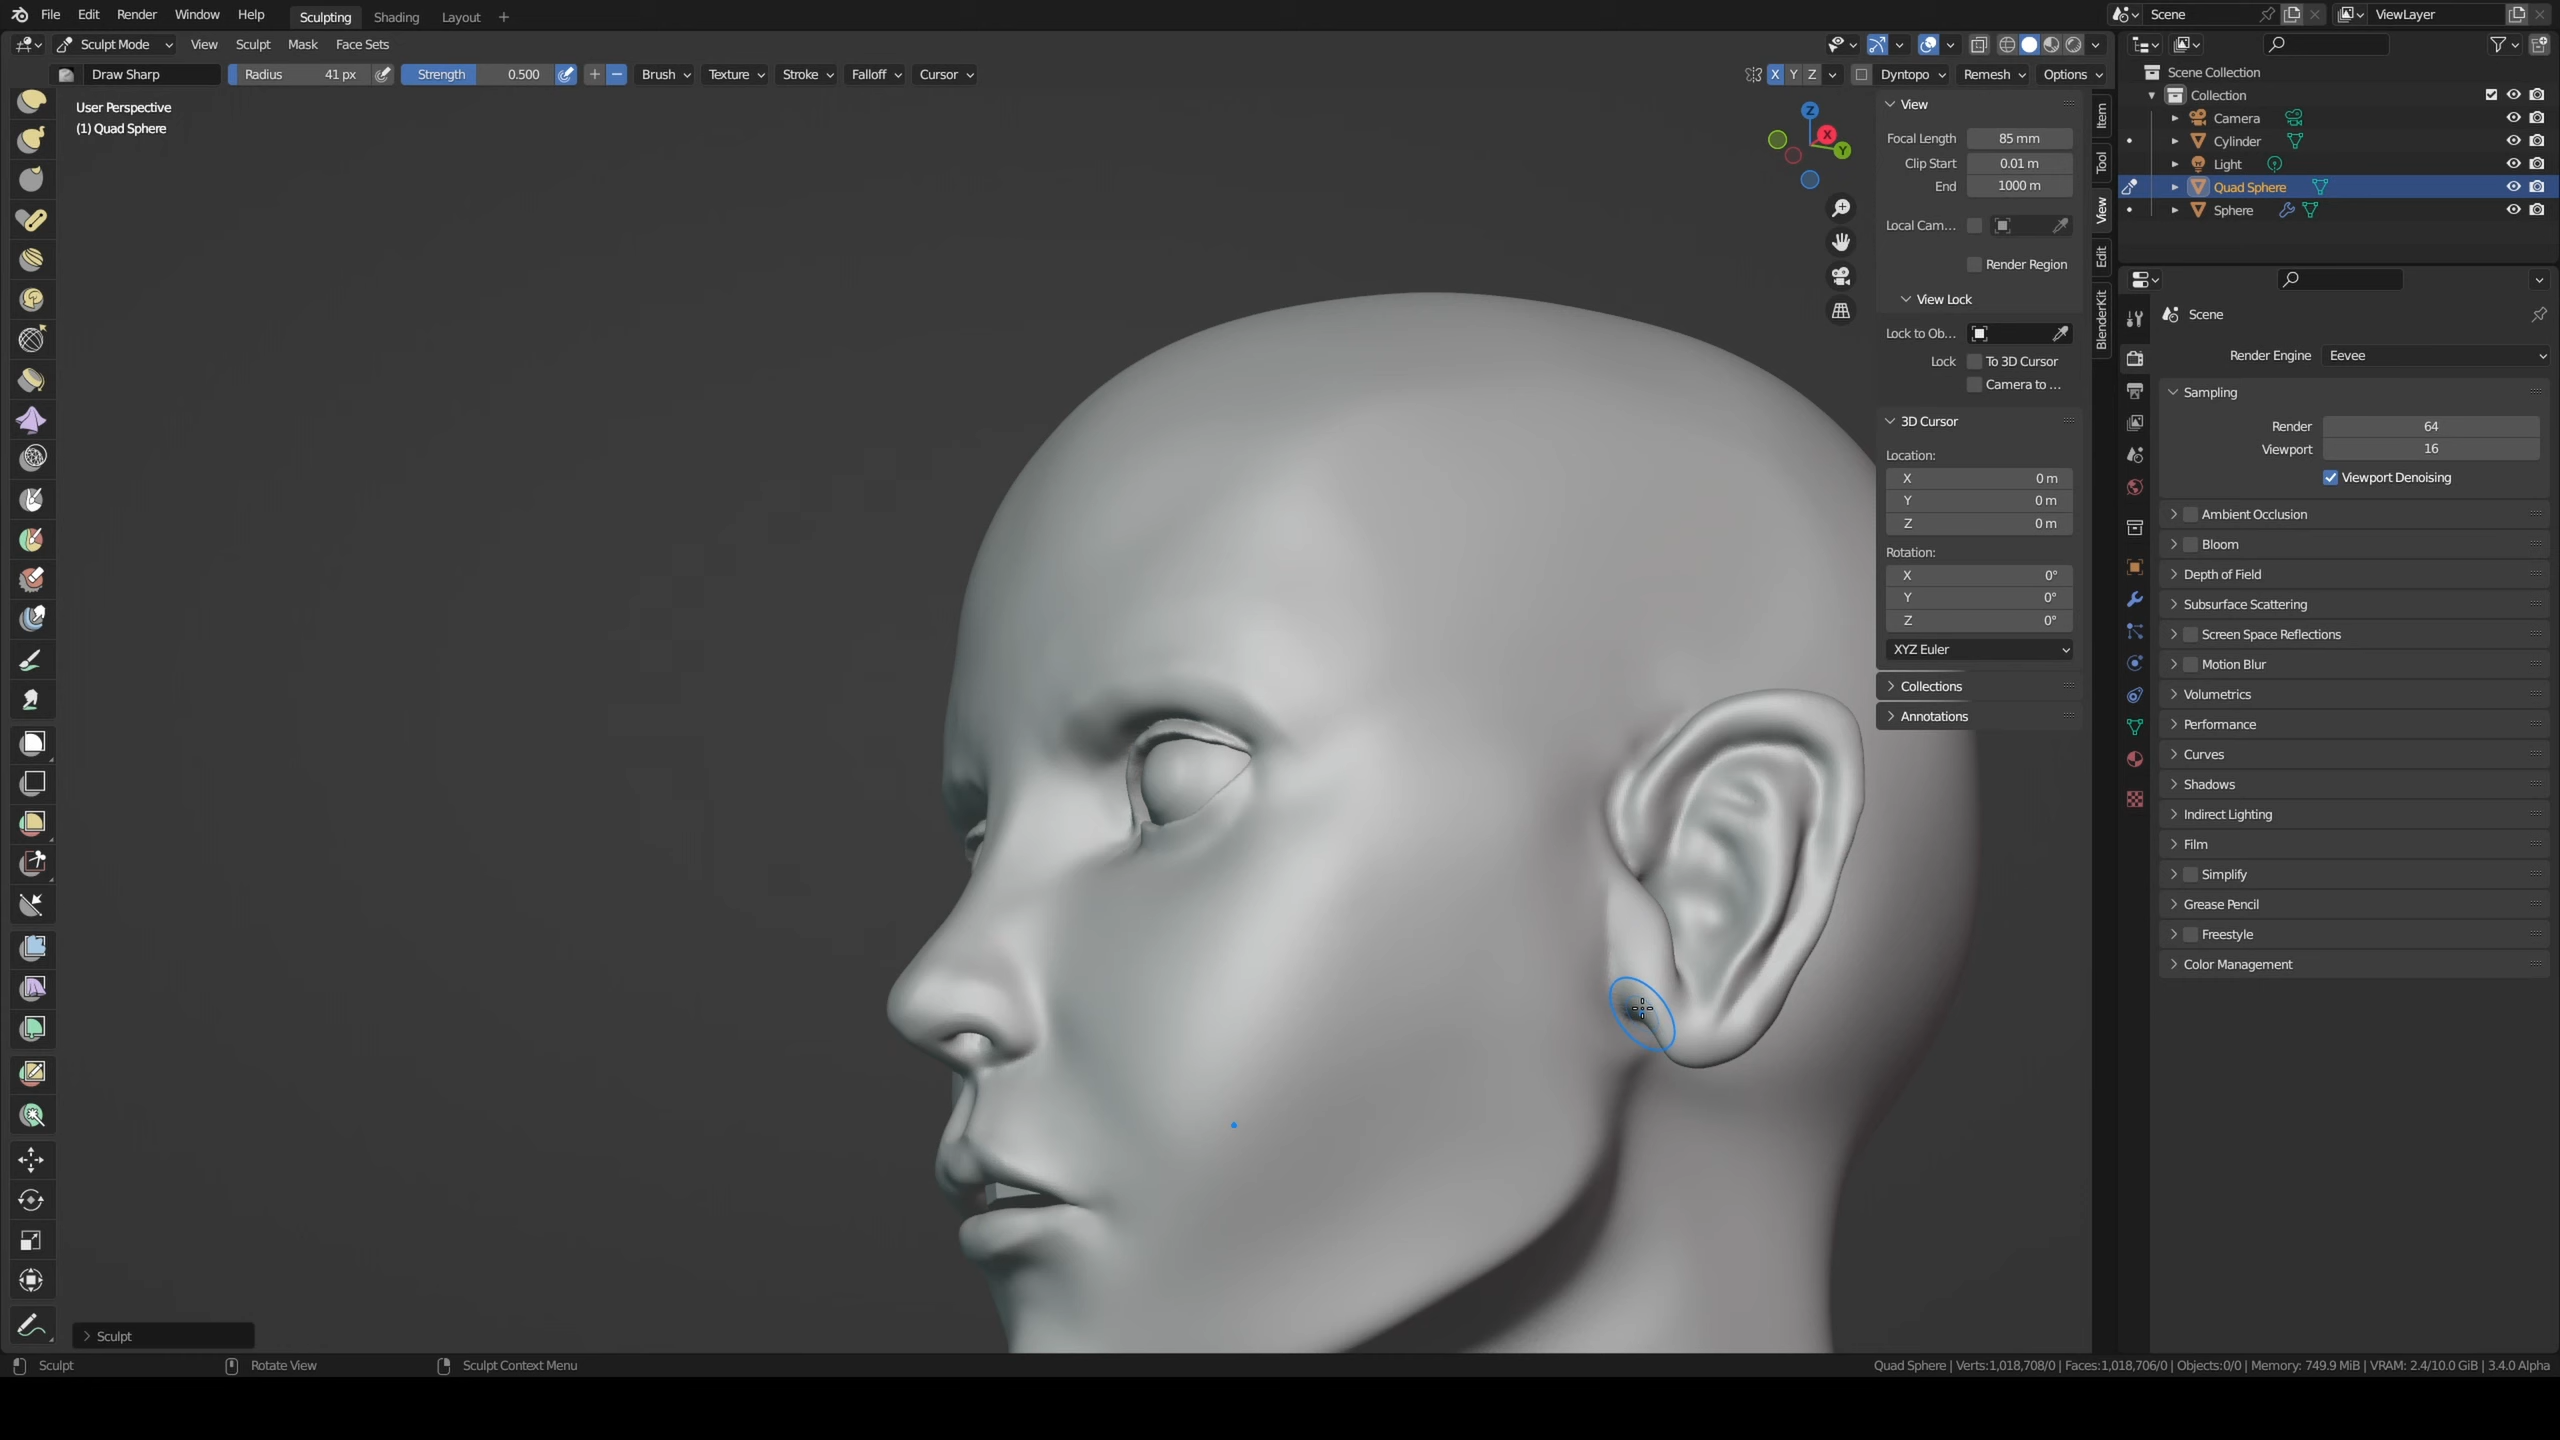 File Edit Render Window Help Sculpting Shading Layout + Scene ViewLayer
Sculpt Mode View Sculpt Mask Face Sets
Draw Sharp Radius 41 px Strength 0.500 Brush Texture Stroke Falloff Cursor X Y Z Dyntopo Remesh Options
User Perspective
(1) Quad Sphere
Z
X
Y
View
Focal Length 85 mm
Clip Start 0.01 m
End 1000 m
Local Cam...
Render Region
View Lock
Lock to Ob...
Lock To 3D Cursor
Camera to ...
3D Cursor
Location:
X 0 m
Y 0 m
Z 0 m
Rotation:
X 0°
Y 0°
Z 0°
XYZ Euler
Collections
Annotations
Item
Tool
View
Edit
BlenderKit
Scene Collection
Collection
Camera
Cylinder
Light
Quad Sphere
Sphere
Scene
Render Engine Eevee
Sampling
Render 64
Viewport 16
Viewport Denoising
Ambient Occlusion
Bloom
Depth of Field
Subsurface Scattering
Screen Space Reflections
Motion Blur
Volumetrics
Performance
Curves
Shadows
Indirect Lighting
Film
Simplify
Grease Pencil
Freestyle
Color Management
Sculpt
Sculpt Rotate View Sculpt Context Menu Quad Sphere | Verts:1,018,708/0 | Faces:1,018,706/0 | Objects:0/0 | Memory: 749.9 MiB | VRAM: 2.4/10.0 GiB | 3.4.0 Alpha